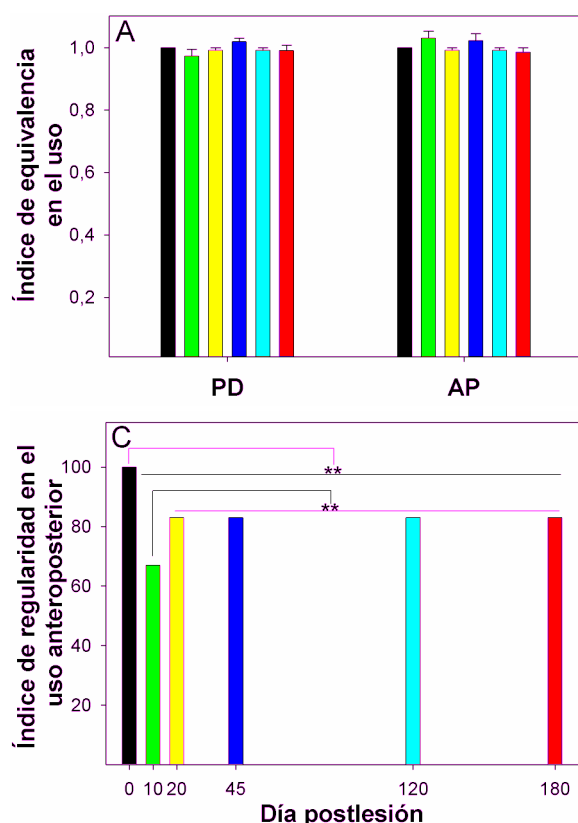 A
Índice de equivalencia
en el uso
1,0
0,8
0,6
0,4
0,2
PD
AP
C
Índice de regularidad en el
uso anteroposterior
100
80
60
40
20
**
**
0 10 20 45 120 180
Día postlesión